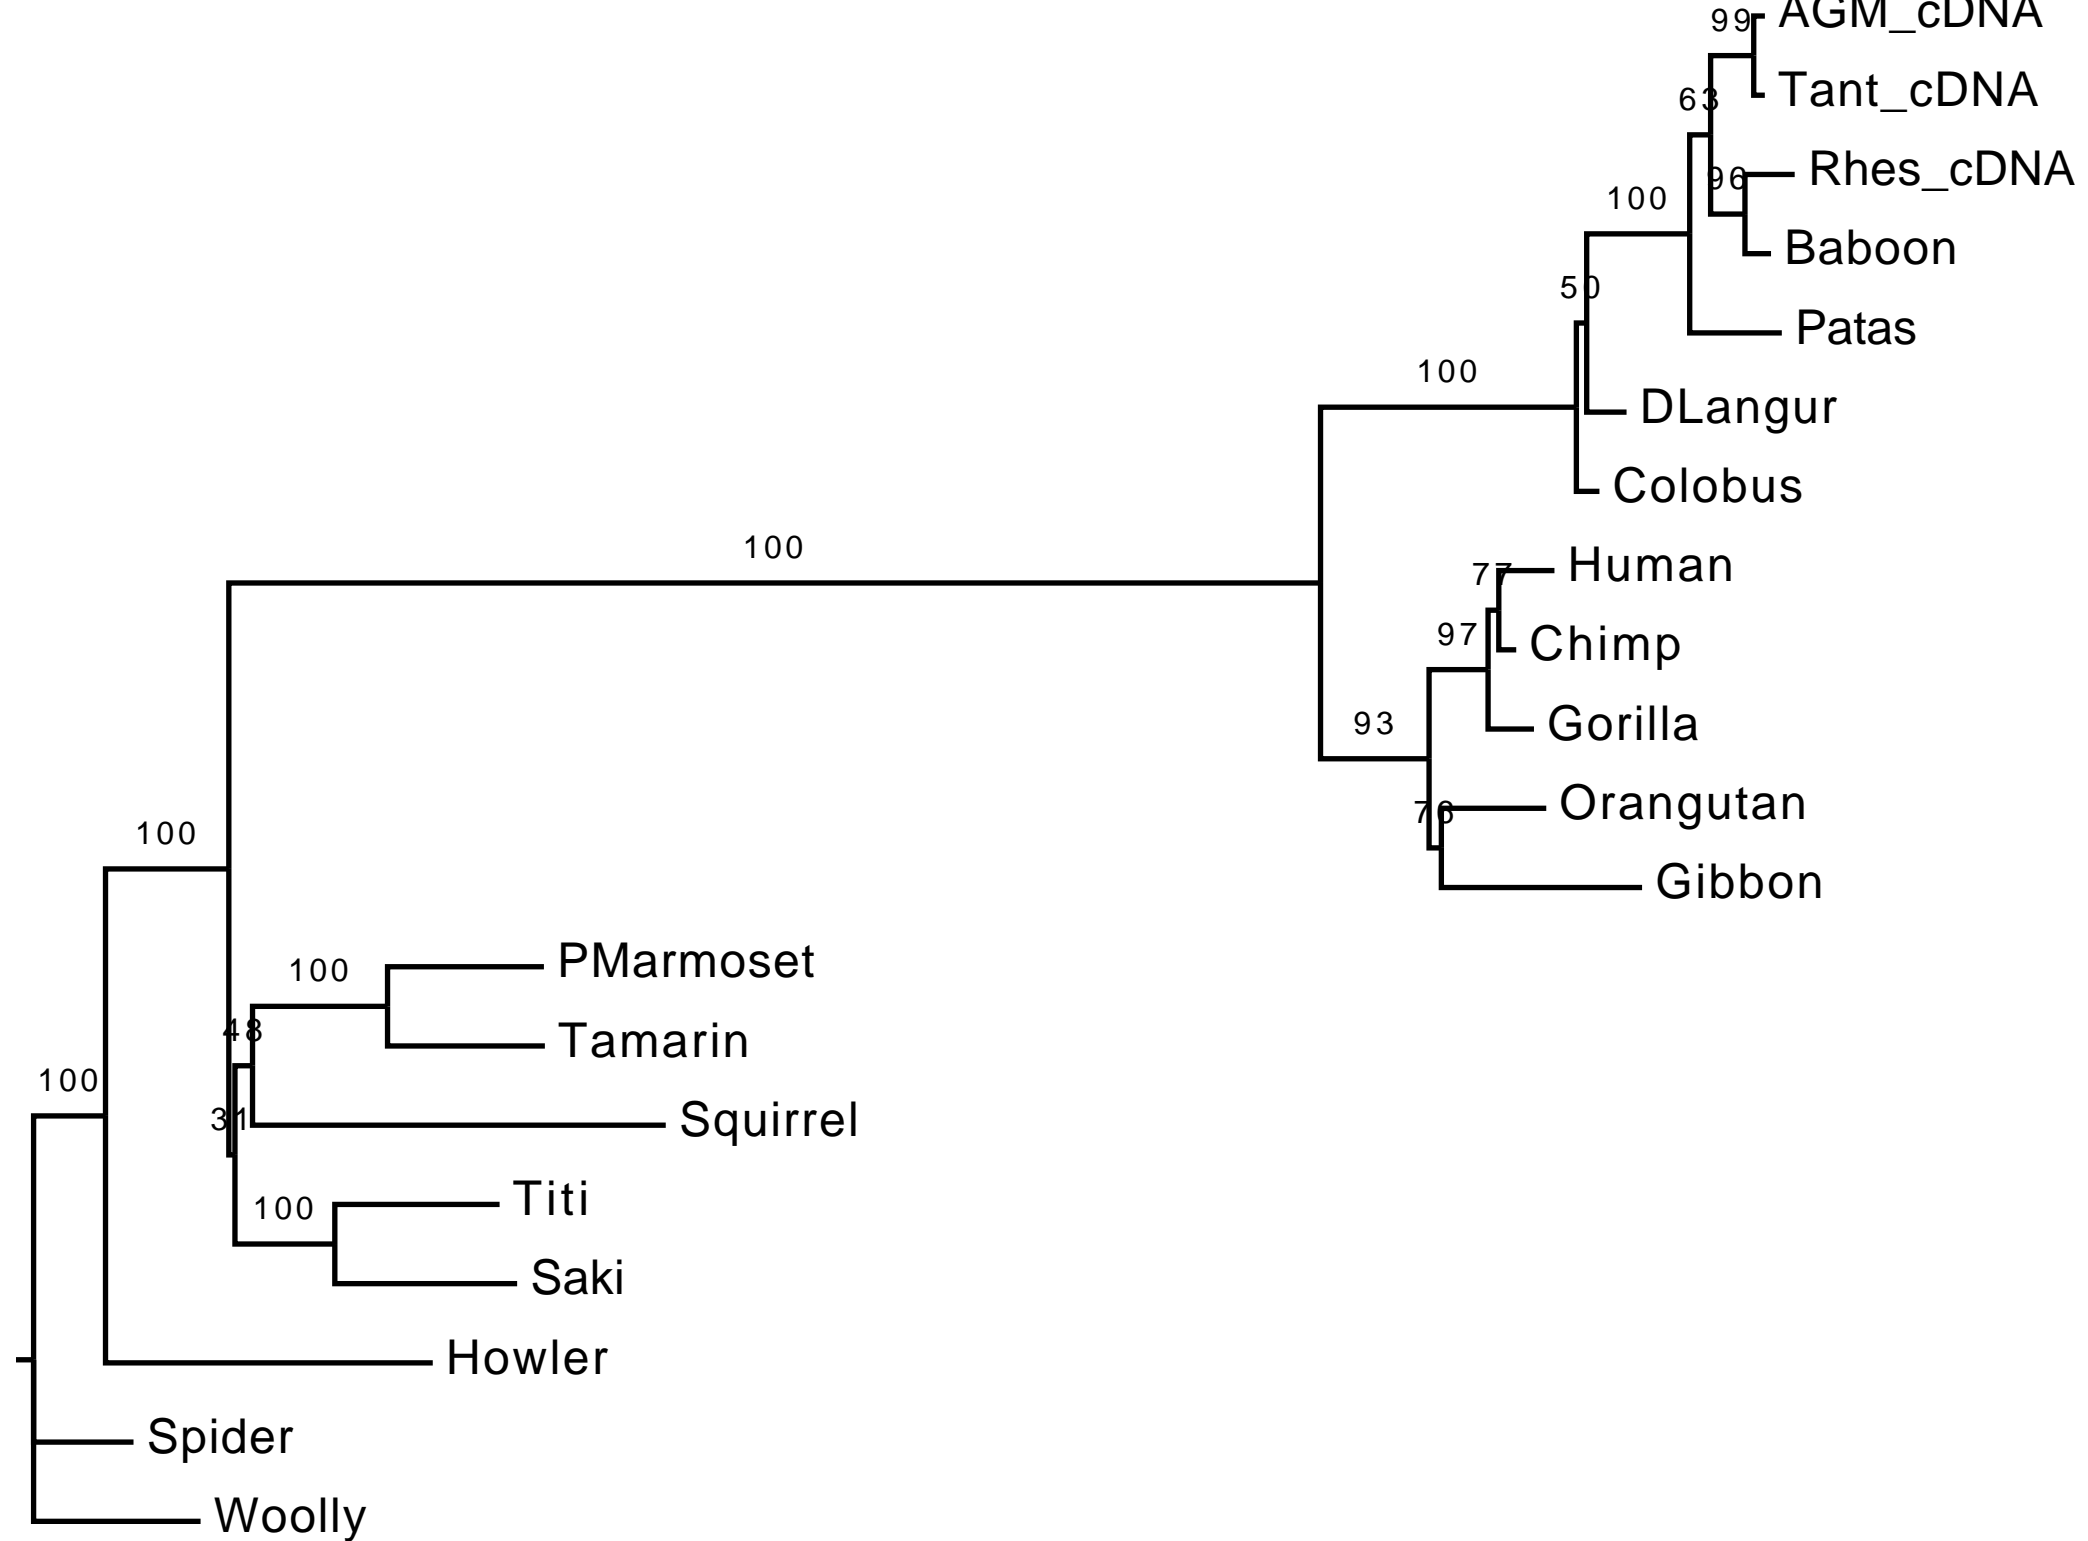 AGM_cDNA
99
Tant_cDNA
63
Rhes_cDNA
96
100
Baboon
50
Patas
100
DLangur
Colobus
100
Human
77
97
Chimp
93
Gorilla
76
Orangutan
100
Gibbon
100
PMarmoset
48
Tamarin
100
31
Squirrel
100
Titi
Saki
Howler
Spider
Woolly